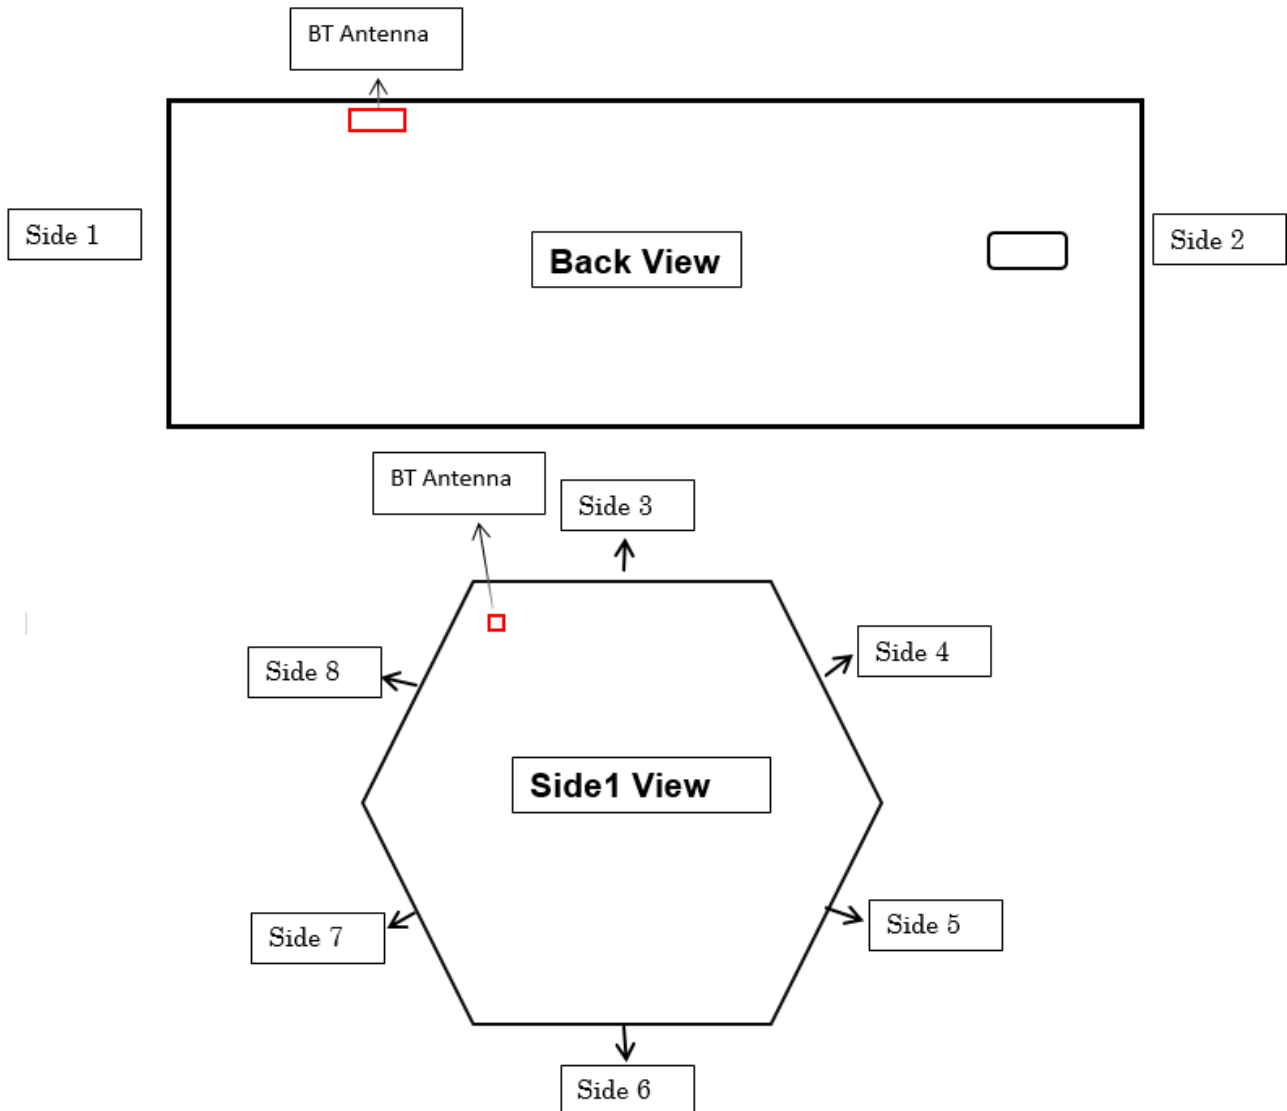 BT Antenna
Side 1
Back View
Side 2
BT Antenna
Side 3
Side 4
Side 8
Side1 View
Side 7
Side 5
Side 6